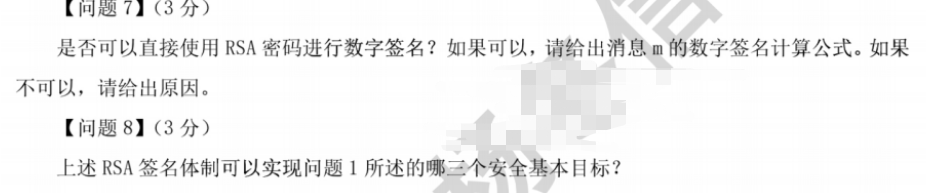 【问题 7】（3 分）
是否可以直接使用 RSA 密码进行数字签名？如果可以，请给出消息 m 的数字签名计算公式。如果
不可以，请给出原因。
【问题 8】（3 分）
上述 RSA 签名体制可以实现问题 1 所述的哪三个安全基本目标？